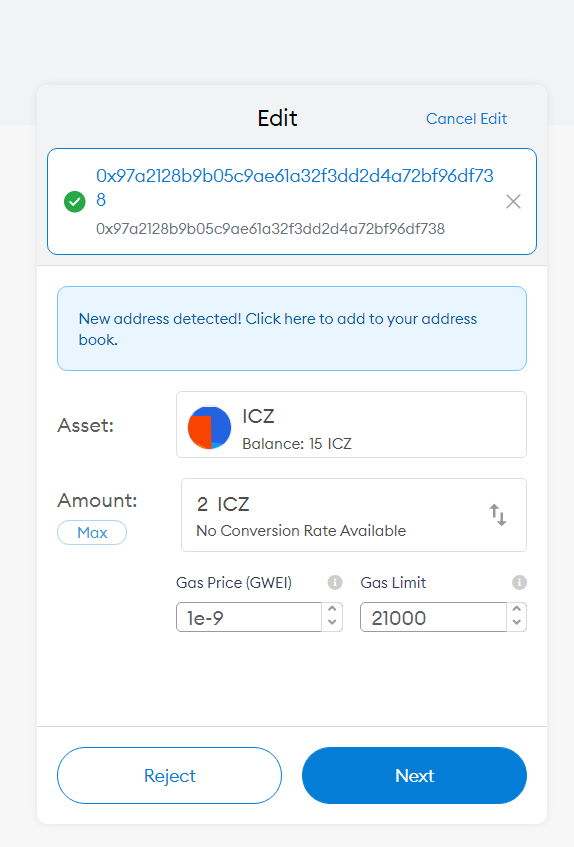 Edit
Cancel Edit
0x97a2128b9b05c9ae61a32f3dd2d4a72bf96df73
8
0x97a2128b9b05c9ae61a32f3dd2d4a72bf96df738
New address detected! Click here to add to your address
book.
Asset:
ICZ
Balance: 15 ICZ
Amount:
Max
2 ICZ
No Conversion Rate Available
Gas Price (GWEI)
Gas Limit
1e-9
21000
Reject
Next